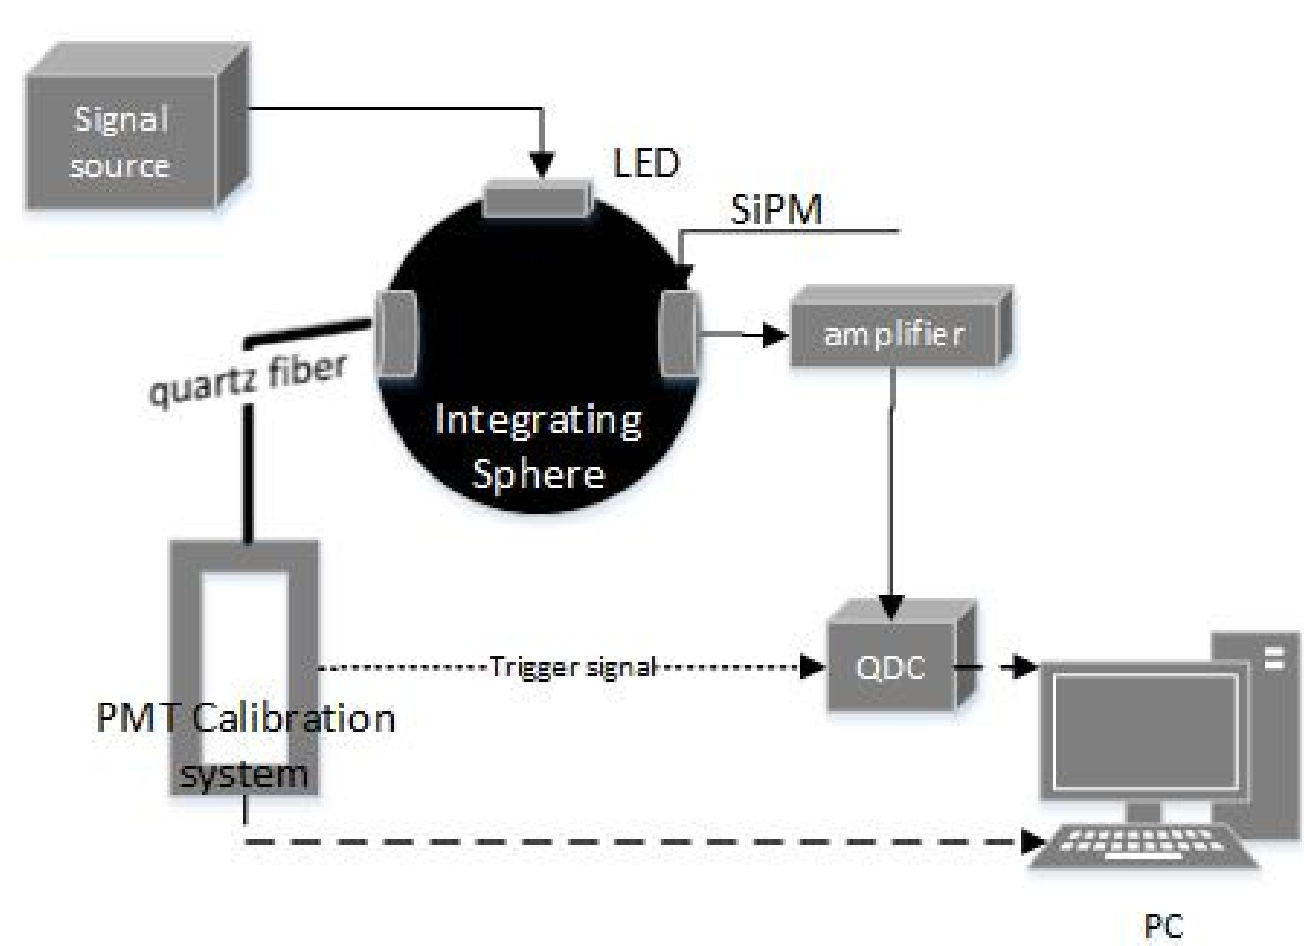 Signal
source
LED
SiPM
amplifier
quartz fiber
Integrating
Sphere
Trigger signal
QDC
PMT Calibration
system
PC